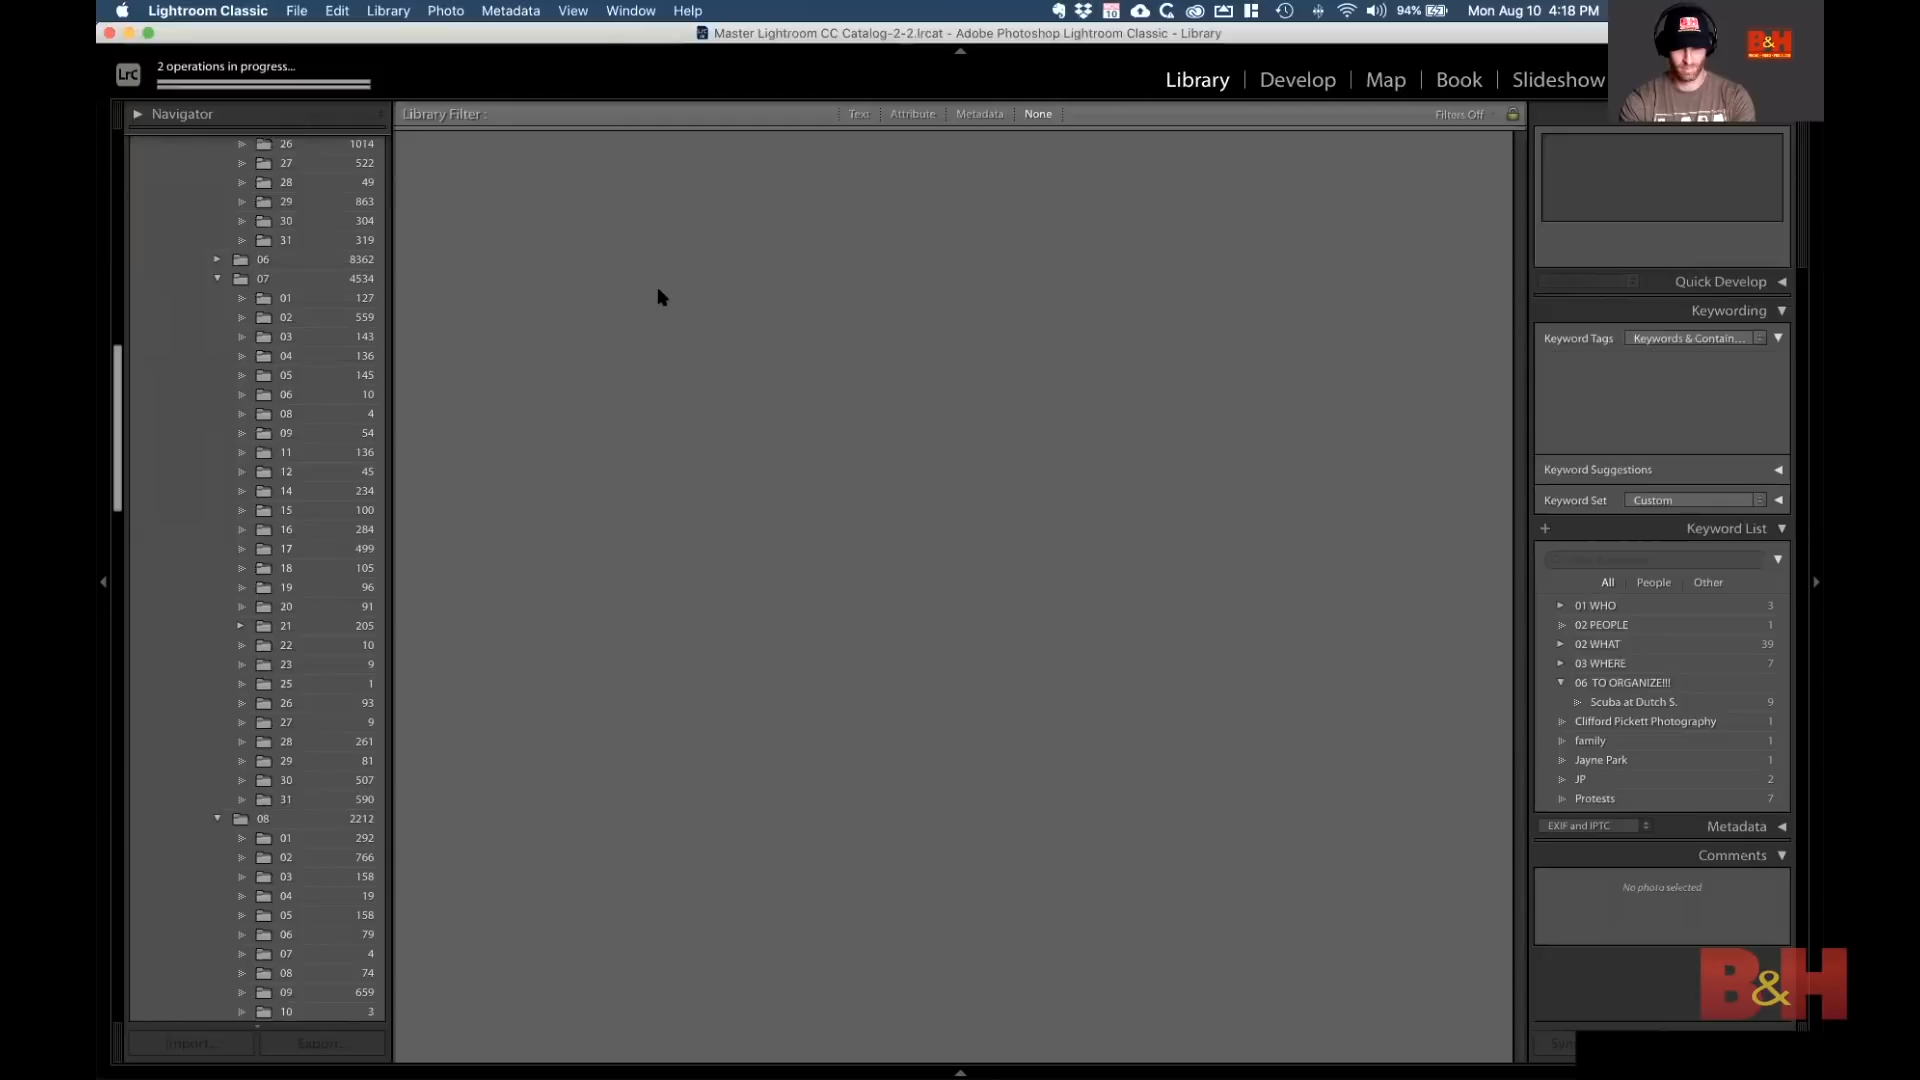 Lightroom Classic File Edit Library Photo Metadata View Window Help
94% Mon Aug 10 4:18 PM
Master Lightroom CC Catalog-2-2.lrcat - Adobe Photoshop Lightroom Classic - Library
LrC 2 operations in progress...
Library | Develop | Map | Book | Slideshow
B&H
Navigator
Library Filter : Text Attribute Metadata None Filters Off
26 1014
27 522
28 49
29 863
30 304
31 319
06 8362
07 4534
01 127
02 559
03 143
04 136
05 145
06 10
08 4
09 54
11 136
12 45
14 234
15 100
16 284
17 499
18 105
19 96
20 91
21 205
22 10
23 9
25 1
26 93
27 9
28 261
29 81
30 507
31 590
08 2212
01 292
02 766
03 158
04 19
05 158
06 79
07 4
08 74
09 659
10 3
Import... Export...
Quick Develop
Keywording
Keyword Tags Keywords & Contain...
Keyword Suggestions
Keyword Set Custom
+ Keyword List
All People Other
01 WHO 3
02 PEOPLE 1
02 WHAT 39
03 WHERE 7
06 TO ORGANIZE!!! 
Scuba at Dutch S. 9
Clifford Pickett Photography 1
family 1
Jayne Park 1
JP 2
Protests 7
EXIF and IPTC Metadata
Comments
No photo selected
B&H